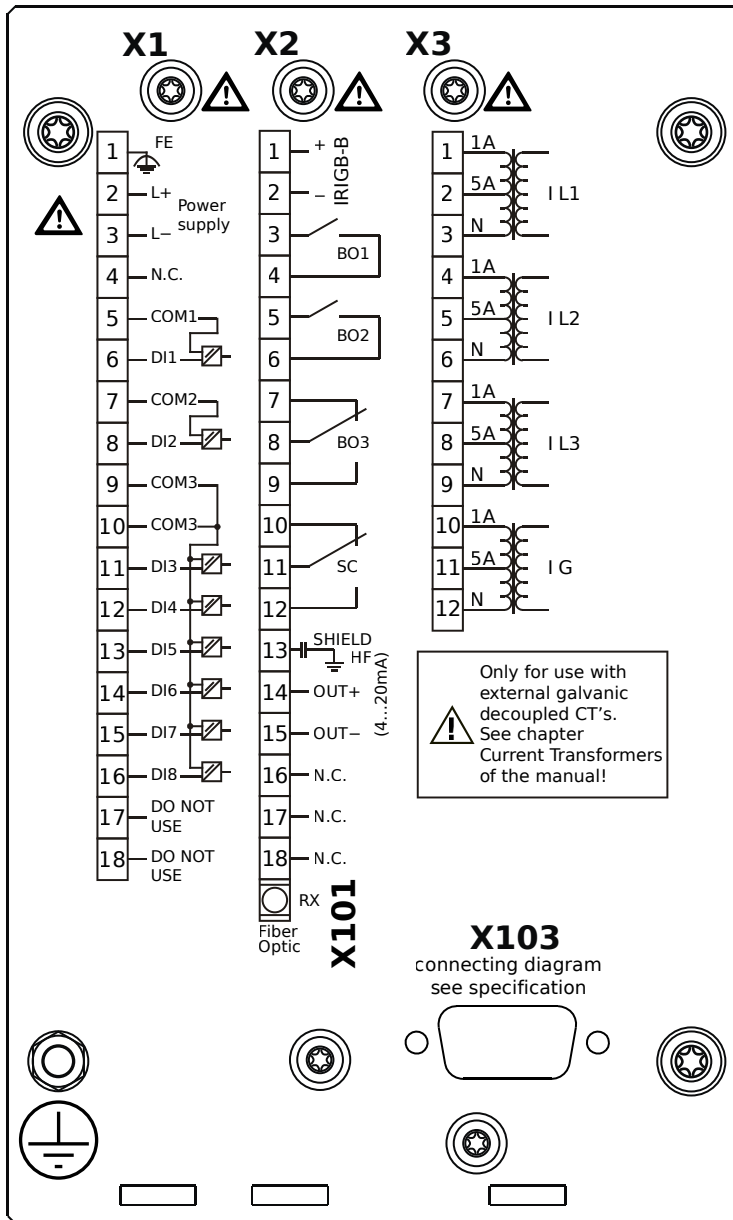 X1
X2
X3
1 FE
2 L+
Power
supply
3 L−
4 N.C.
5 COM1
6 DI1
7 COM2
8 DI2
9 COM3
10 COM3
11 DI3
12 DI4
13 DI5
14 DI6
15 DI7
16 DI8
17 DO NOT
USE
18 DO NOT
USE
1 +
IRIGB-B
2 −
3
BO1
4
5
BO2
6
7
8 BO3
9
10
11 SC
12
13 SHIELD
HF
14 OUT+
(4...20mA)
15 OUT−
16 N.C.
17 N.C.
18 N.C.
RX
Fiber
Optic
X101
1 1A
2 5A I L1
3 N
4 1A
5 5A I L2
6 N
7 1A
8 5A I L3
9 N
10 1A
11 5A I G
12 N
Only for use with
external galvanic
decoupled CT's.
See chapter
Current Transformers
of the manual!
X103
connecting diagram
see specification